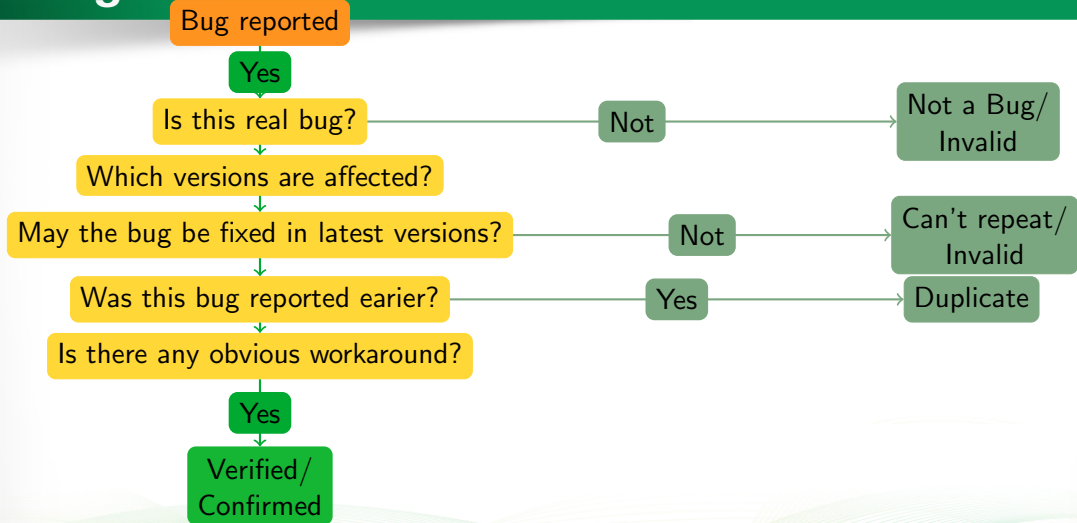 Bug reported
Yes
Is this real bug?
Not
Not a Bug/
Invalid
Which versions are affected?
May the bug be fixed in latest versions?
Not
Can't repeat/
Invalid
Was this bug reported earier?
Yes
Duplicate
Is there any obvious workaround?
Yes
Verified/
Confirmed